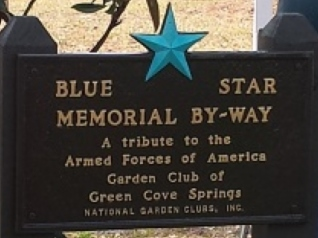 BLUE STAR
MEMORIAL BY-WAY
A tribute to the
Armed Forces of America
Garden Club of
Green Cove Springs
NATIONAL GARDEN CLUBS, INC.